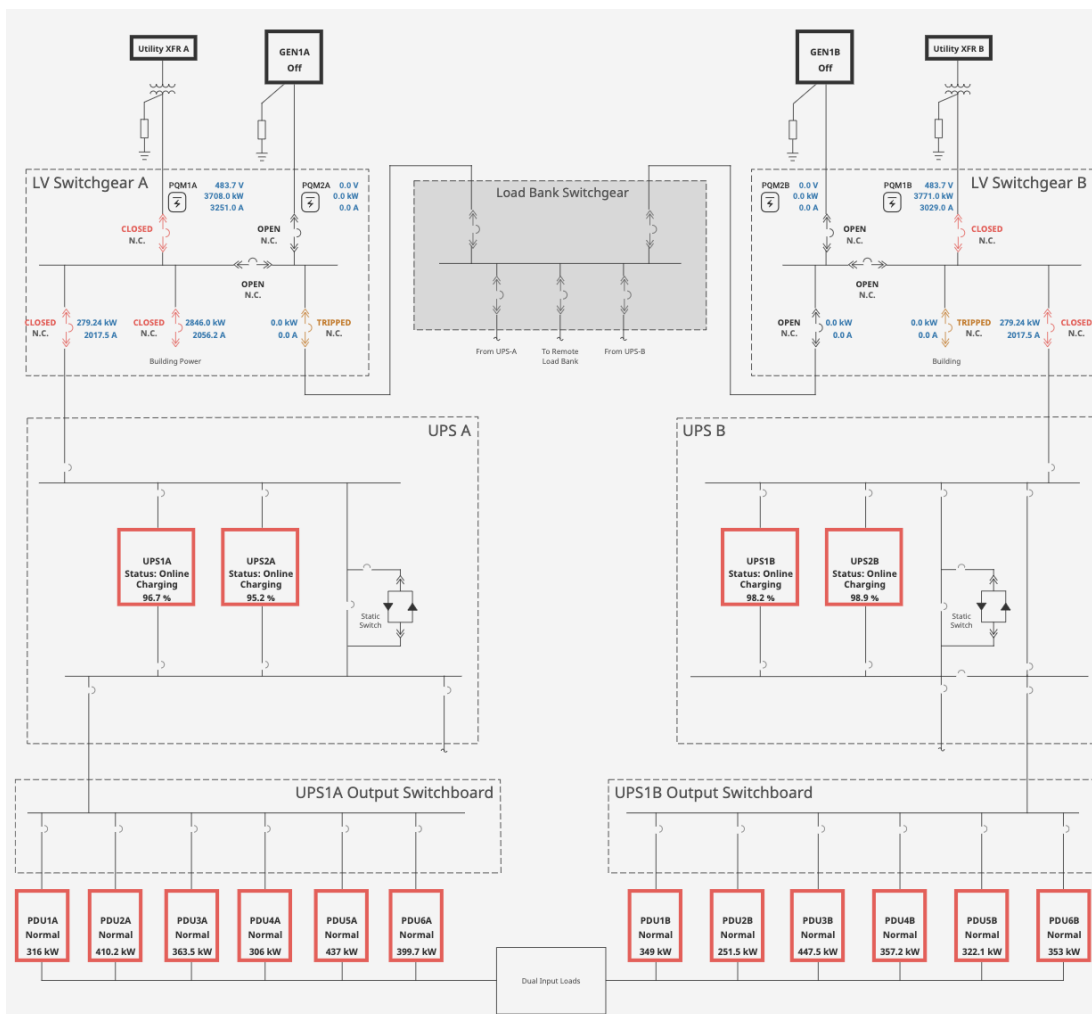 Utility XFR A
GEN1A
Off
GEN1B
Off
Utility XFR B
LV Switchgear A
PQM1A
483.7 V
3708.0 kW
3251.0 A
PQM2A
0.0 V
0.0 kW
0.0 A
CLOSED
N.C.
OPEN
N.C.
OPEN
N.C.
CLOSED
N.C.
279.24 kW
2017.5 A
CLOSED
N.C.
2846.0 kW
2056.2 A
0.0 kW
0.0 A
TRIPPED
N.C.
Building Power
Load Bank Switchgear
From UPS-A
To Remote
Load Bank
From UPS-B
LV Switchgear B
PQM2B
0.0 V
0.0 kW
0.0 A
PQM1B
483.7 V
3771.0 kW
3029.0 A
OPEN
N.C.
CLOSED
N.C.
OPEN
N.C.
OPEN
N.C.
0.0 kW
0.0 A
0.0 kW
0.0 A
TRIPPED
N.C.
279.24 kW
2017.5 A
CLOSED
N.C.
Building
UPS A
UPS1A
Status: Online
Charging
96.7 %
UPS2A
Status: Online
Charging
95.2 %
Static
Switch
UPS B
UPS1B
Status: Online
Charging
98.2 %
UPS2B
Status: Online
Charging
98.9 %
Static
Switch
UPS1A Output Switchboard
UPS1B Output Switchboard
PDU1A
Normal
316 kW
PDU2A
Normal
410.2 kW
PDU3A
Normal
363.5 kW
PDU4A
Normal
306 kW
PDU5A
Normal
437 kW
PDU6A
Normal
399.7 kW
PDU1B
Normal
349 kW
PDU2B
Normal
251.5 kW
PDU3B
Normal
447.5 kW
PDU4B
Normal
357.2 kW
PDU5B
Normal
322.1 kW
PDU6B
Normal
353 kW
Dual Input Loads